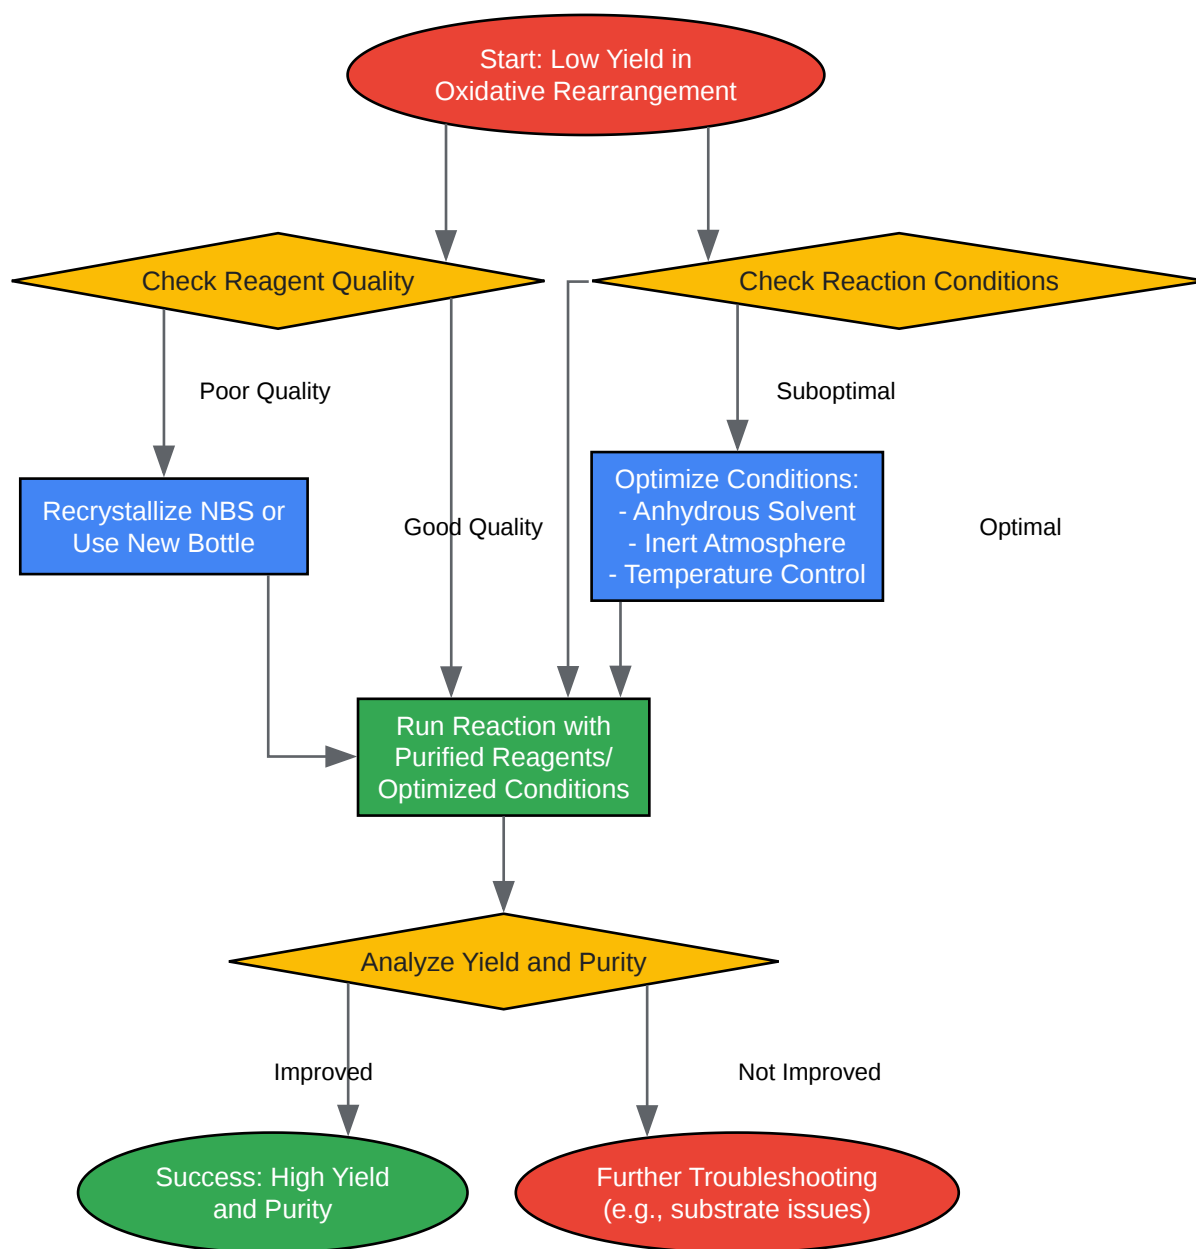 Start: Low Yield in
Oxidative Rearrangement
Check Reagent Quality
Check Reaction Conditions
Poor Quality
Suboptimal
Recrystallize NBS or
Use New Bottle
Good Quality
Optimize Conditions:
- Anhydrous Solvent
- Inert Atmosphere
- Temperature Control
Optimal
Run Reaction with
Purified Reagents/
Optimized Conditions
Analyze Yield and Purity
Improved
Not Improved
Success: High Yield
and Purity
Further Troubleshooting
(e.g., substrate issues)